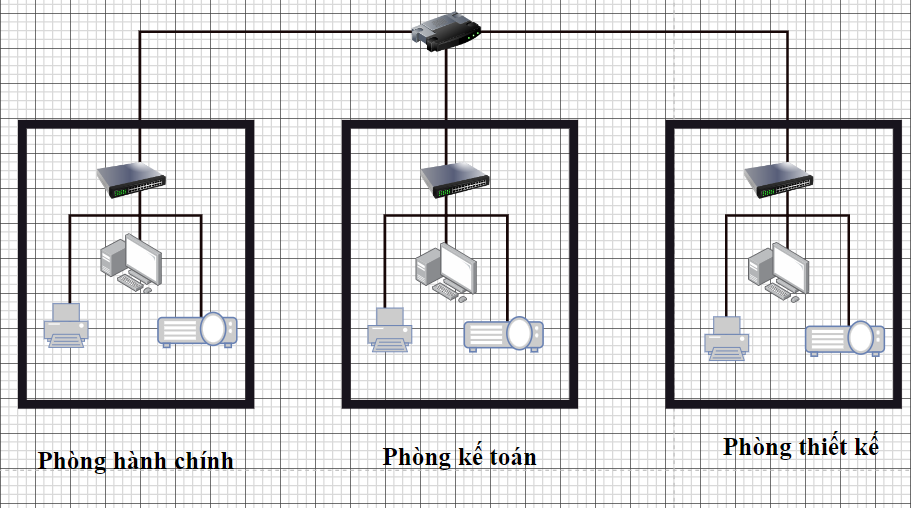 Phòng hành chính
Phòng kế toán
Phòng thiết kế